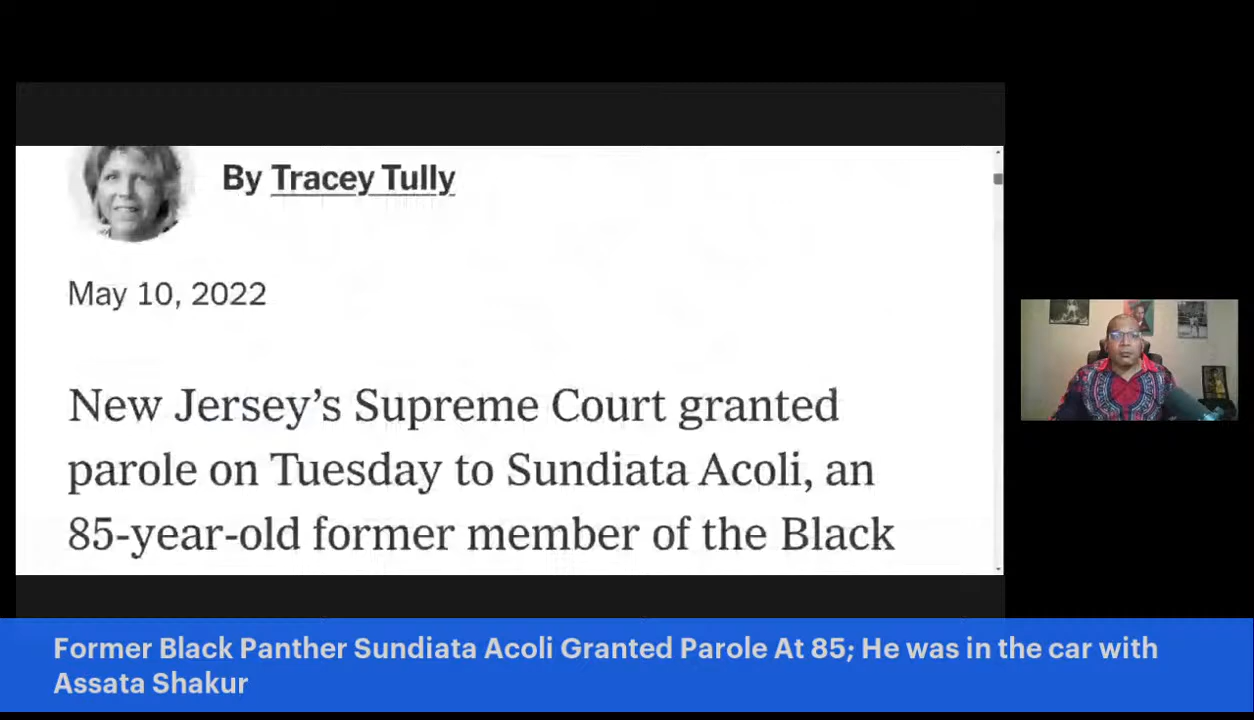 By Tracey Tully
May 10, 2022
New Jersey’s Supreme Court granted
parole on Tuesday to Sundiata Acoli, an
85-year-old former member of the Black
Former Black Panther Sundiata Acoli Granted Parole At 85; He was in the car with
Assata Shakur